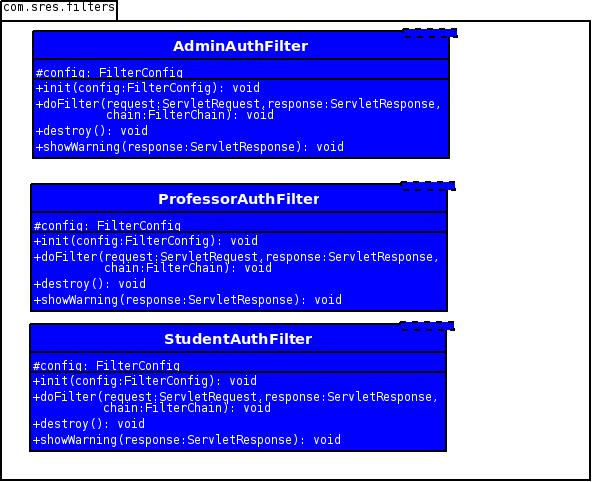 com.sres.filters
AdminAuthFilter
#config: FilterConfig
+init(config:FilterConfig): void
+doFilter(request:ServletRequest,response:ServletResponse,
chain:FilterChain): void
+destroy(): void
+showWarning(response:ServletResponse): void
ProfessorAuthFilter
#config: FilterConfig
+init(config:FilterConfig): void
+doFilter(request:ServletRequest,response:ServletResponse,
chain:FilterChain): void
+destroy(): void
+showWarning(response:ServletResponse): void
StudentAuthFilter
#config: FilterConfig
+init(config:FilterConfig): void
+doFilter(request:ServletRequest,response:ServletResponse,
chain:FilterChain): void
+destroy(): void
+showWarning(response:ServletResponse): void